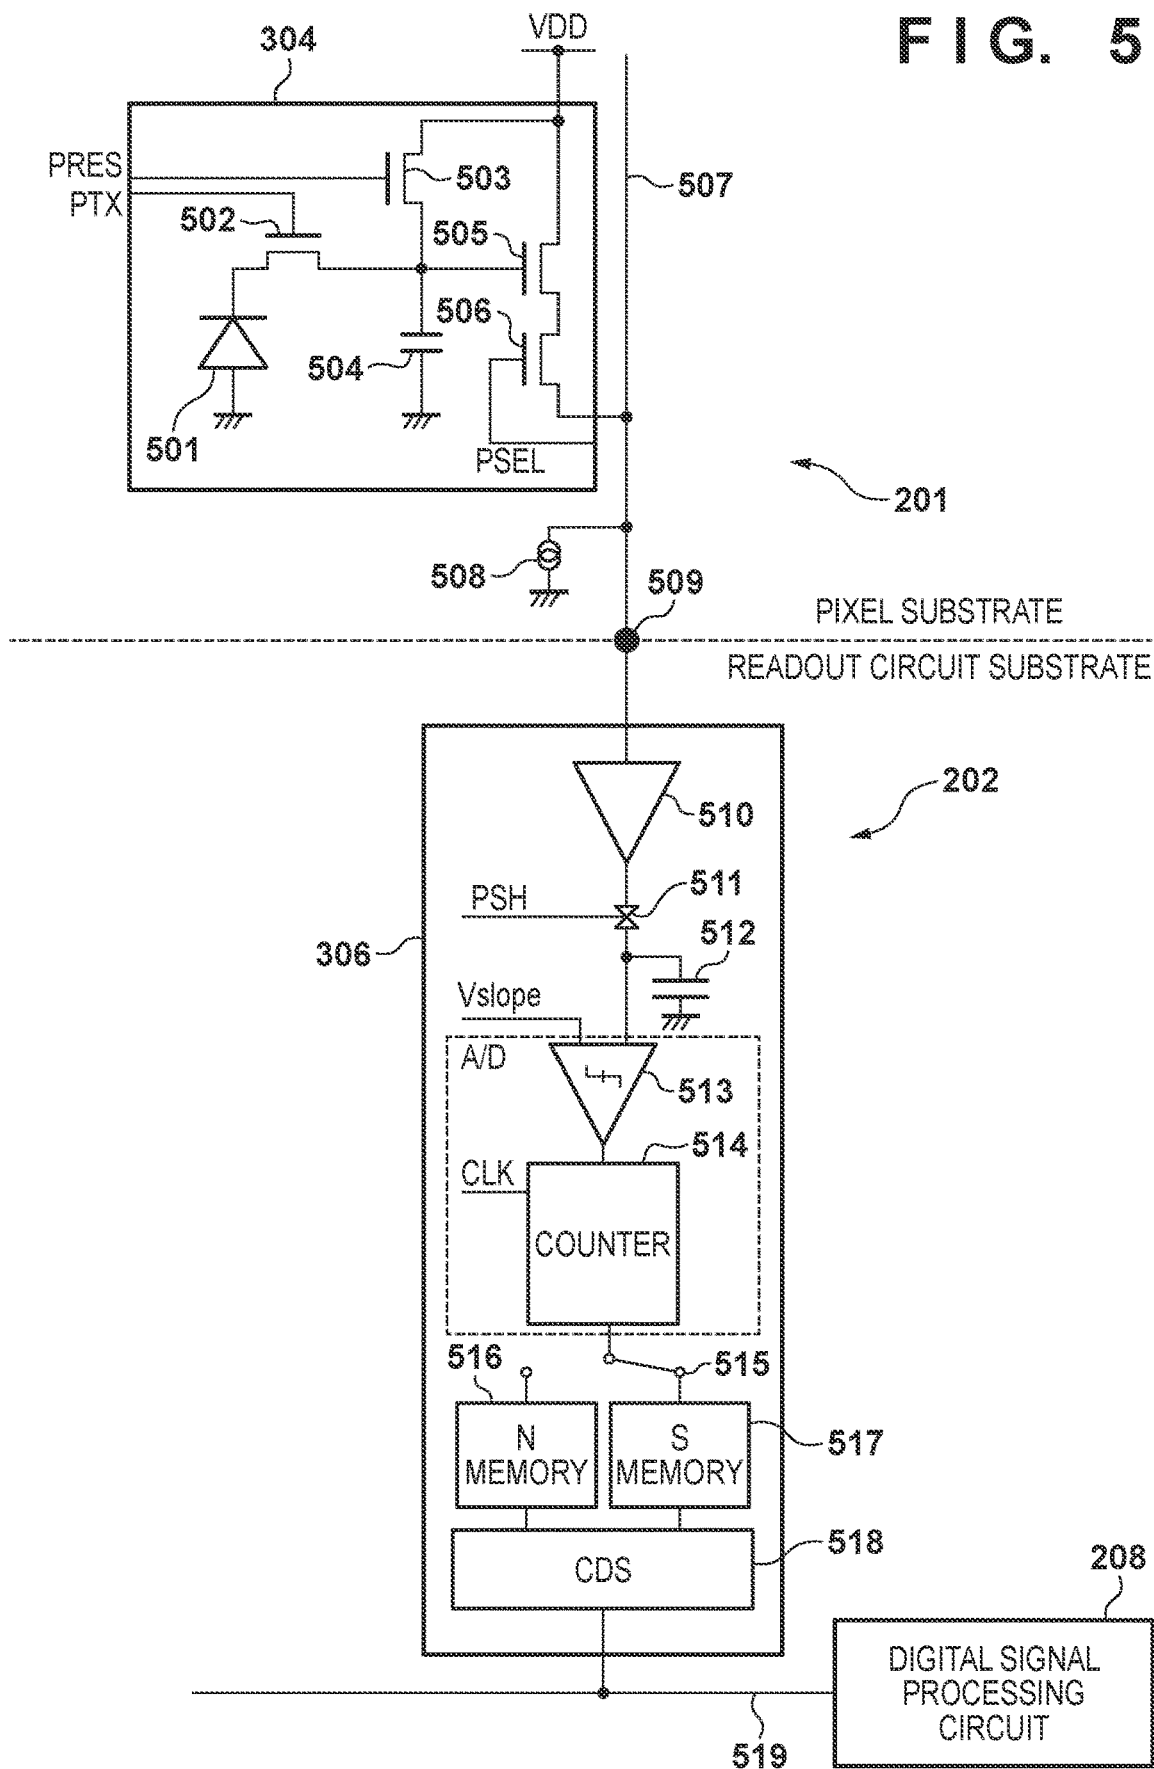 FIG. 5
VDD
304
PRES
PTX
503
507
502
505
506
504
501
PSEL
201
508
509
PIXEL SUBSTRATE
READOUT CIRCUIT SUBSTRATE
202
510
PSH
511
512
306
Vslope
A/D
513
514
CLK
COUNTER
516
515
N
MEMORY
S
MEMORY
517
518
CDS
208
DIGITAL SIGNAL
PROCESSING
CIRCUIT
519